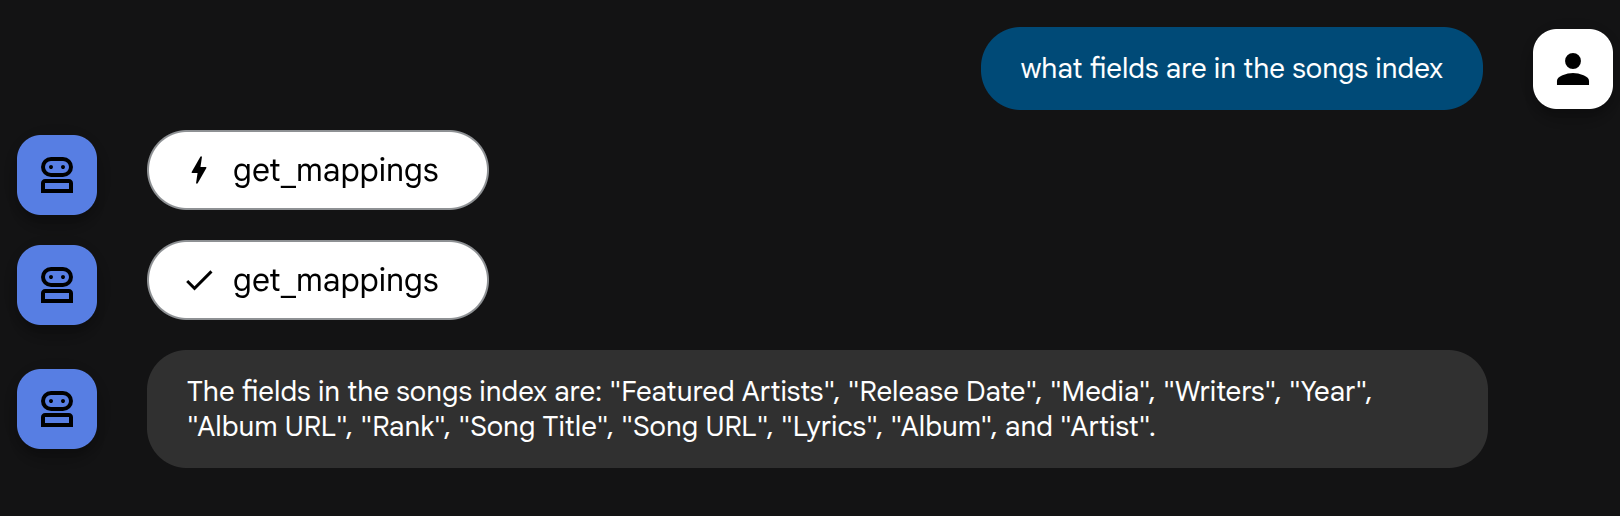 what fields are in the songs index
get_mappings
get_mappings
The fields in the songs index are: "Featured Artists", "Release Date", "Media", "Writers", "Year",
"Album URL", "Rank", "Song Title", "Song URL", "Lyrics", "Album", and "Artist".